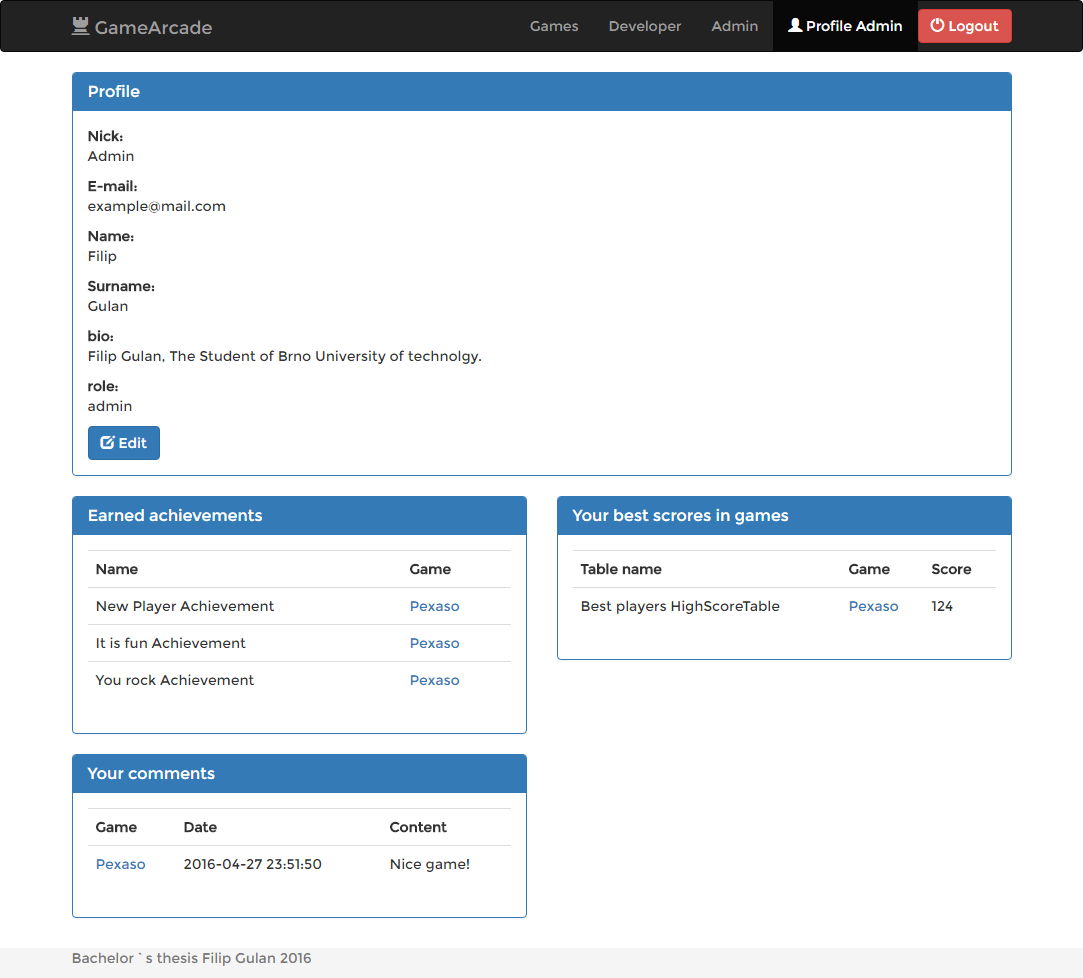 GameArcade Games Developer Admin Profile Admin Logout
Profile
Nick:
Admin
E-mail:
example@mail.com
Name:
Filip
Surname:
Gulan
bio:
Filip Gulan, The Student of Brno University of technolgy.
role:
admin
Edit
Earned achievements
Name Game
New Player Achievement Pexaso
It is fun Achievement Pexaso
You rock Achievement Pexaso
Your best scrores in games
Table name Game Score
Best players HighScoreTable Pexaso 124
Your comments
Game Date Content
Pexaso 2016-04-27 23:51:50 Nice game!
Bachelor`s thesis Filip Gulan 2016